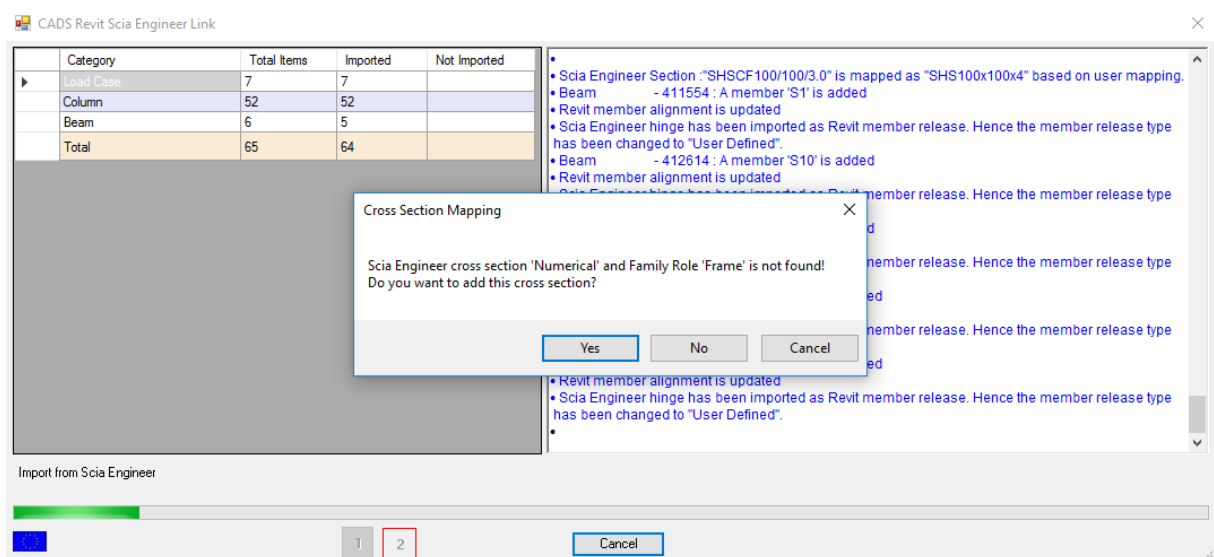 CADS Revit Scia Engineer Link
Category Total Items Imported Not Imported
Load Case 7 7
Column 52 52
Beam 6 5
Total 65 64
• Scia Engineer Section :"SHSCF100/100/3.0" is mapped as "SHS100x100x4" based on user mapping.
• Beam - 411554 : A member 'S1' is added
• Revit member alignment is updated
• Scia Engineer hinge has been imported as Revit member release. Hence the member release type
has been changed to "User Defined".
• Beam - 412614 : A member 'S10' is added
• Revit member alignment is updated
member release. Hence the member release type
d
member release. Hence the member release type
ed
member release. Hence the member release type
ed
• Revit member alignment is updated
• Scia Engineer hinge has been imported as Revit member release. Hence the member release type
has been changed to "User Defined".
Cross Section Mapping
Scia Engineer cross section 'Numerical' and Family Role 'Frame' is not found!
Do you want to add this cross section?
Yes No Cancel
Import from Scia Engineer
1 2 Cancel